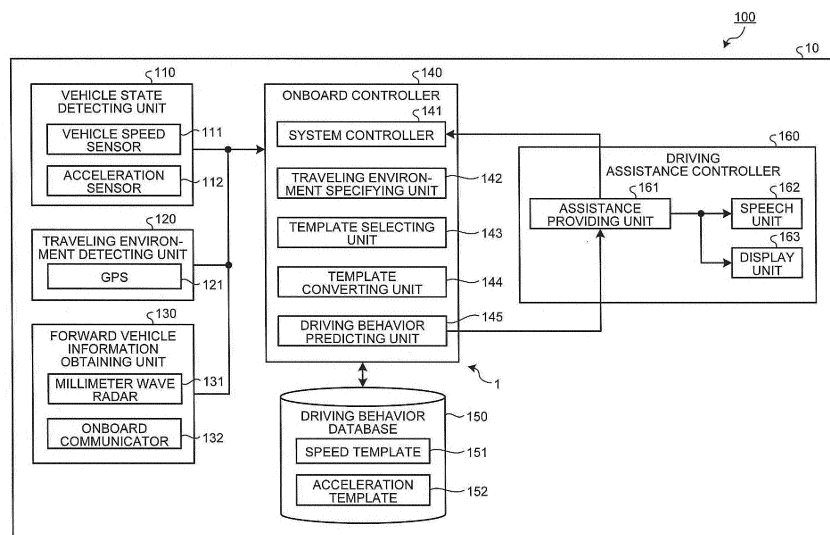 100
10
110
VEHICLE STATE
DETECTING UNIT
VEHICLE SPEED
SENSOR
111
ACCELERATION
SENSOR
112
120
TRAVELING ENVIRON-
MENT DETECTING UNIT
GPS
121
130
FORWARD VEHICLE
INFORMATION
OBTAINING UNIT
MILLIMETER WAVE
RADAR
131
ONBOARD
COMMUNICATOR
132
140
ONBOARD CONTROLLER
141
SYSTEM CONTROLLER
TRAVELING ENVIRON-
MENT SPECIFYING UNIT
142
TEMPLATE SELECTING
UNIT
143
TEMPLATE
CONVERTING UNIT
144
DRIVING BEHAVIOR
PREDICTING UNIT
145
1
DRIVING BEHAVIOR
DATABASE
150
SPEED TEMPLATE
151
ACCELERATION
TEMPLATE
152
160
DRIVING
ASSISTANCE CONTROLLER
161
ASSISTANCE
PROVIDING UNIT
162
SPEECH
UNIT
163
DISPLAY
UNIT